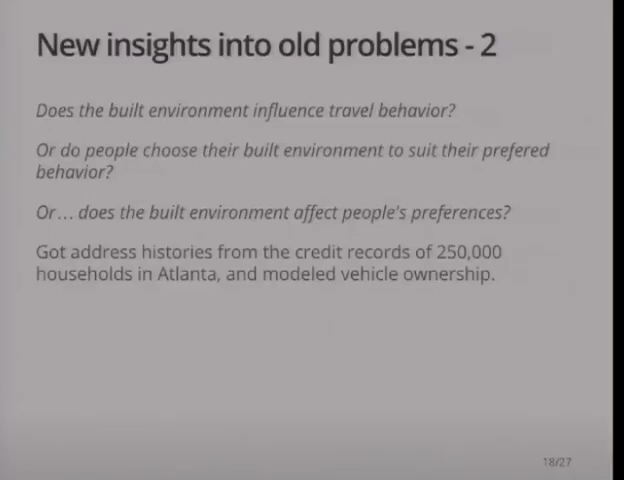 New insights into old problems - 2
Does the built environment influence travel behavior?
Or do people choose their built environment to suit their prefered
behavior?
Or... does the built environment affect people's preferences?
Got address histories from the credit records of 250,000
households in Atlanta, and modeled vehicle ownership.
18/27